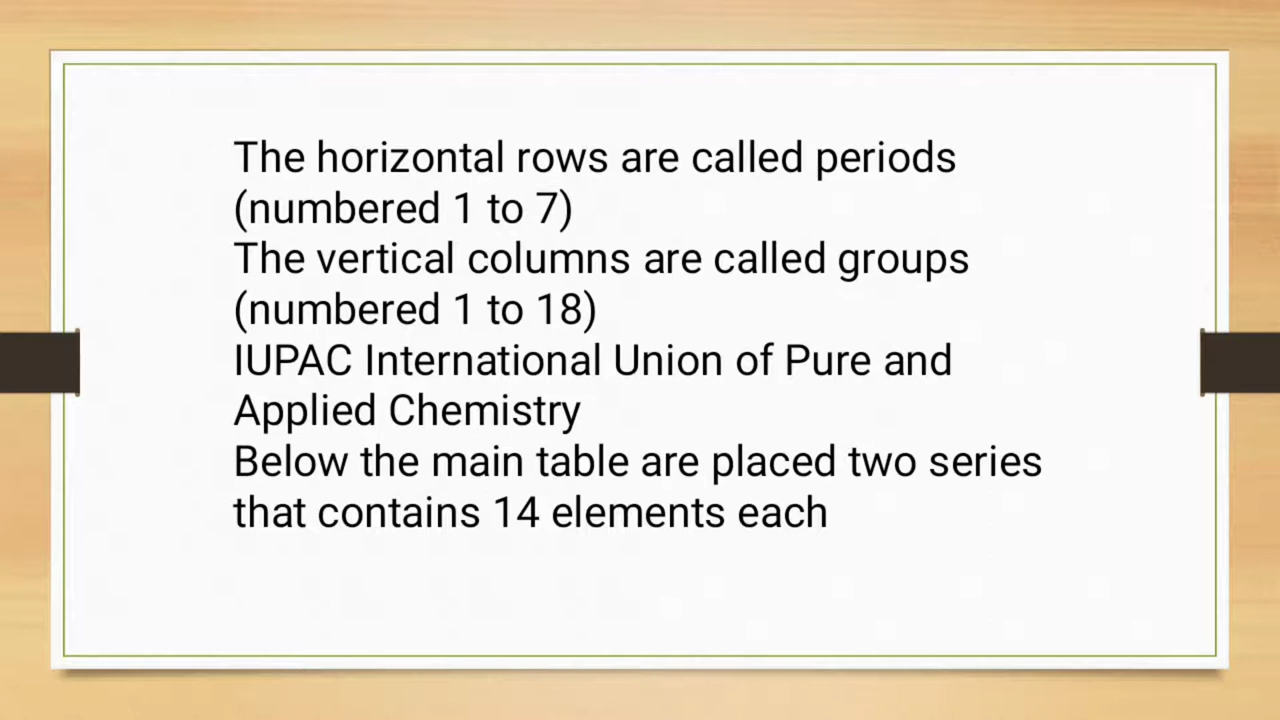 The horizontal rows are called periods
(numbered 1 to 7)
The vertical columns are called groups
(numbered 1 to 18)
IUPAC International Union of Pure and
Applied Chemistry
Below the main table are placed two series
that contains 14 elements each